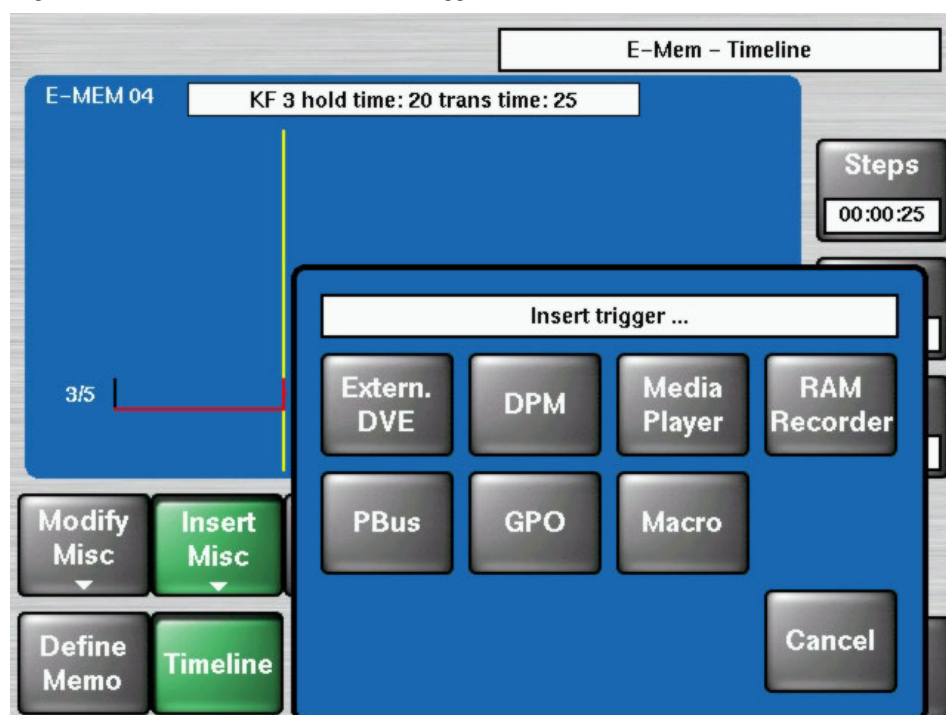 E-Mem - Timeline
E-MEM 04
KF 3 hold time: 20 trans time: 25
Steps
00:00:25
Insert trigger ...
3/5
Extern.
DVE
DPM
Media
Player
RAM
Recorder
PBus
GPO
Macro
Modify
Misc
Insert
Misc
Define
Memo
Timeline
Cancel